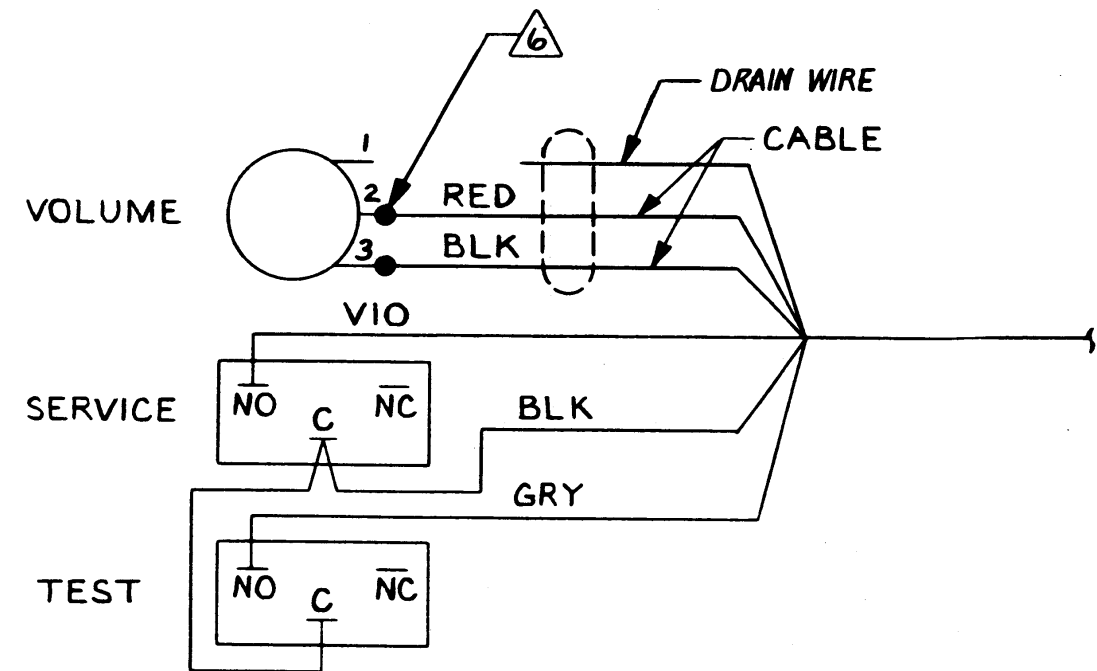 6
DRAIN WIRE
CABLE
1
2 RED
VOLUME
3 BLK
VIO
NO NC
SERVICE C BLK
GRY
NO NC
TEST C